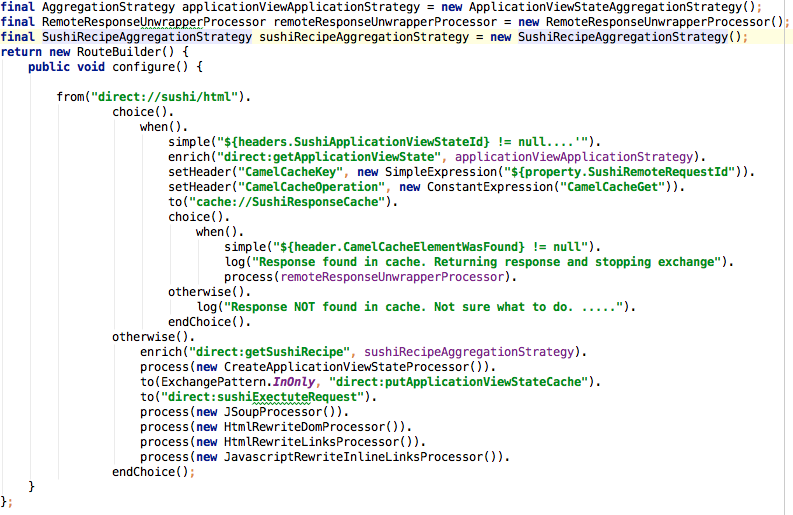 final AggregationStrategy applicationViewApplicationStrategy = new ApplicationViewStateAggregationStrategy();
final RemoteResponseUnwrapperProcessor remoteResponseUnwrapperProcessor = new RemoteResponseUnwrapperProcessor();
final SushiRecipeAggregationStrategy sushiRecipeAggregationStrategy = new SushiRecipeAggregationStrategy();
return new RouteBuilder() {
    public void configure() {

        from("direct://sushi/html").
                choice().
                    when().
                        simple("${headers.SushiApplicationViewStateId} != null....'").
                        enrich("direct:getApplicationViewState", applicationViewApplicationStrategy).
                        setHeader("CamelCacheKey", new SimpleExpression("${property.SushiRemoteRequestId")).
                        setHeader("CamelCacheOperation", new ConstantExpression("CamelCacheGet")).
                        to("cache://SushiResponseCache").
                        choice().
                            when().
                                simple("${header.CamelCacheElementWasFound} != null").
                                log("Response found in cache. Returning response and stopping exchange").
                                process(remoteResponseUnwrapperProcessor).
                        otherwise().
                            log("Response NOT found in cache. Not sure what to do. .....").
                        endChoice().
                otherwise().
                    enrich("direct:getSushiRecipe", sushiRecipeAggregationStrategy).
                    process(new CreateApplicationViewStateProcessor()).
                    to(ExchangePattern.InOnly, "direct:putApplicationViewStateCache").
                    to("direct:sushiExectuteRequest").
                    process(new JSoupProcessor()).
                    process(new HtmlRewriteDomProcessor()).
                    process(new HtmlRewriteLinksProcessor()).
                    process(new JavascriptRewriteInlineLinksProcessor()).
                endChoice();
    }
};